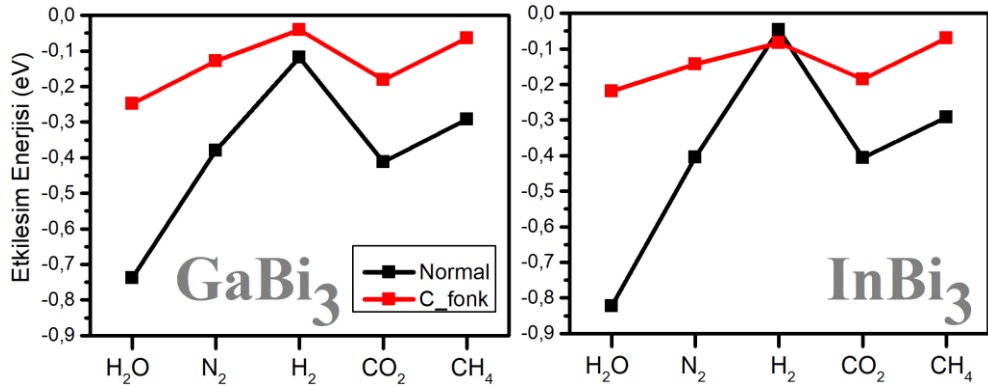 Etkilesim Enerjisi (eV)
0,0
-0,1
-0,2
-0,3
-0,4
-0,5
-0,6
-0,7
-0,8
-0,9
H₂O N₂ H₂ CO₂ CH₄
GaBi₃
Normal
C_fonk
0,0
-0,1
-0,2
-0,3
-0,4
-0,5
-0,6
-0,7
-0,8
-0,9
H₂O N₂ H₂ CO₂ CH₄
InBi₃